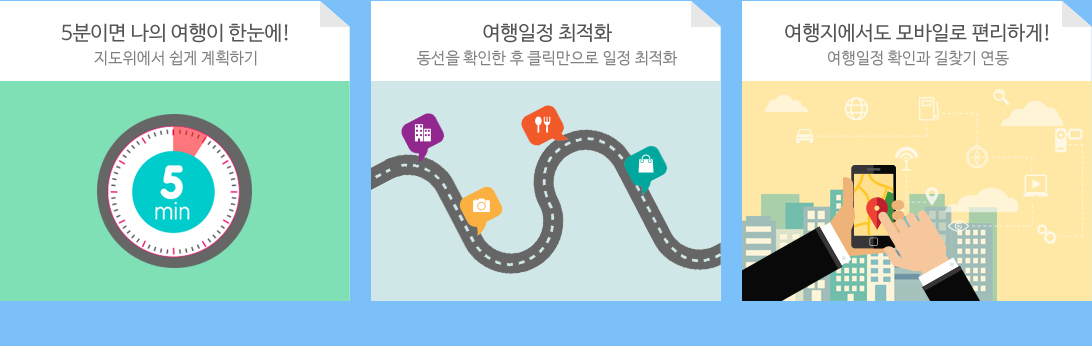 5분이면 나의 여행이 한눈에!
지도위에서 쉽게 계획하기
5
min
여행일정 최적화
동선을 확인한 후 클릭만으로 일정 최적화
여행지에서도 모바일로 편리하게!
여행일정 확인과 길찾기 연동